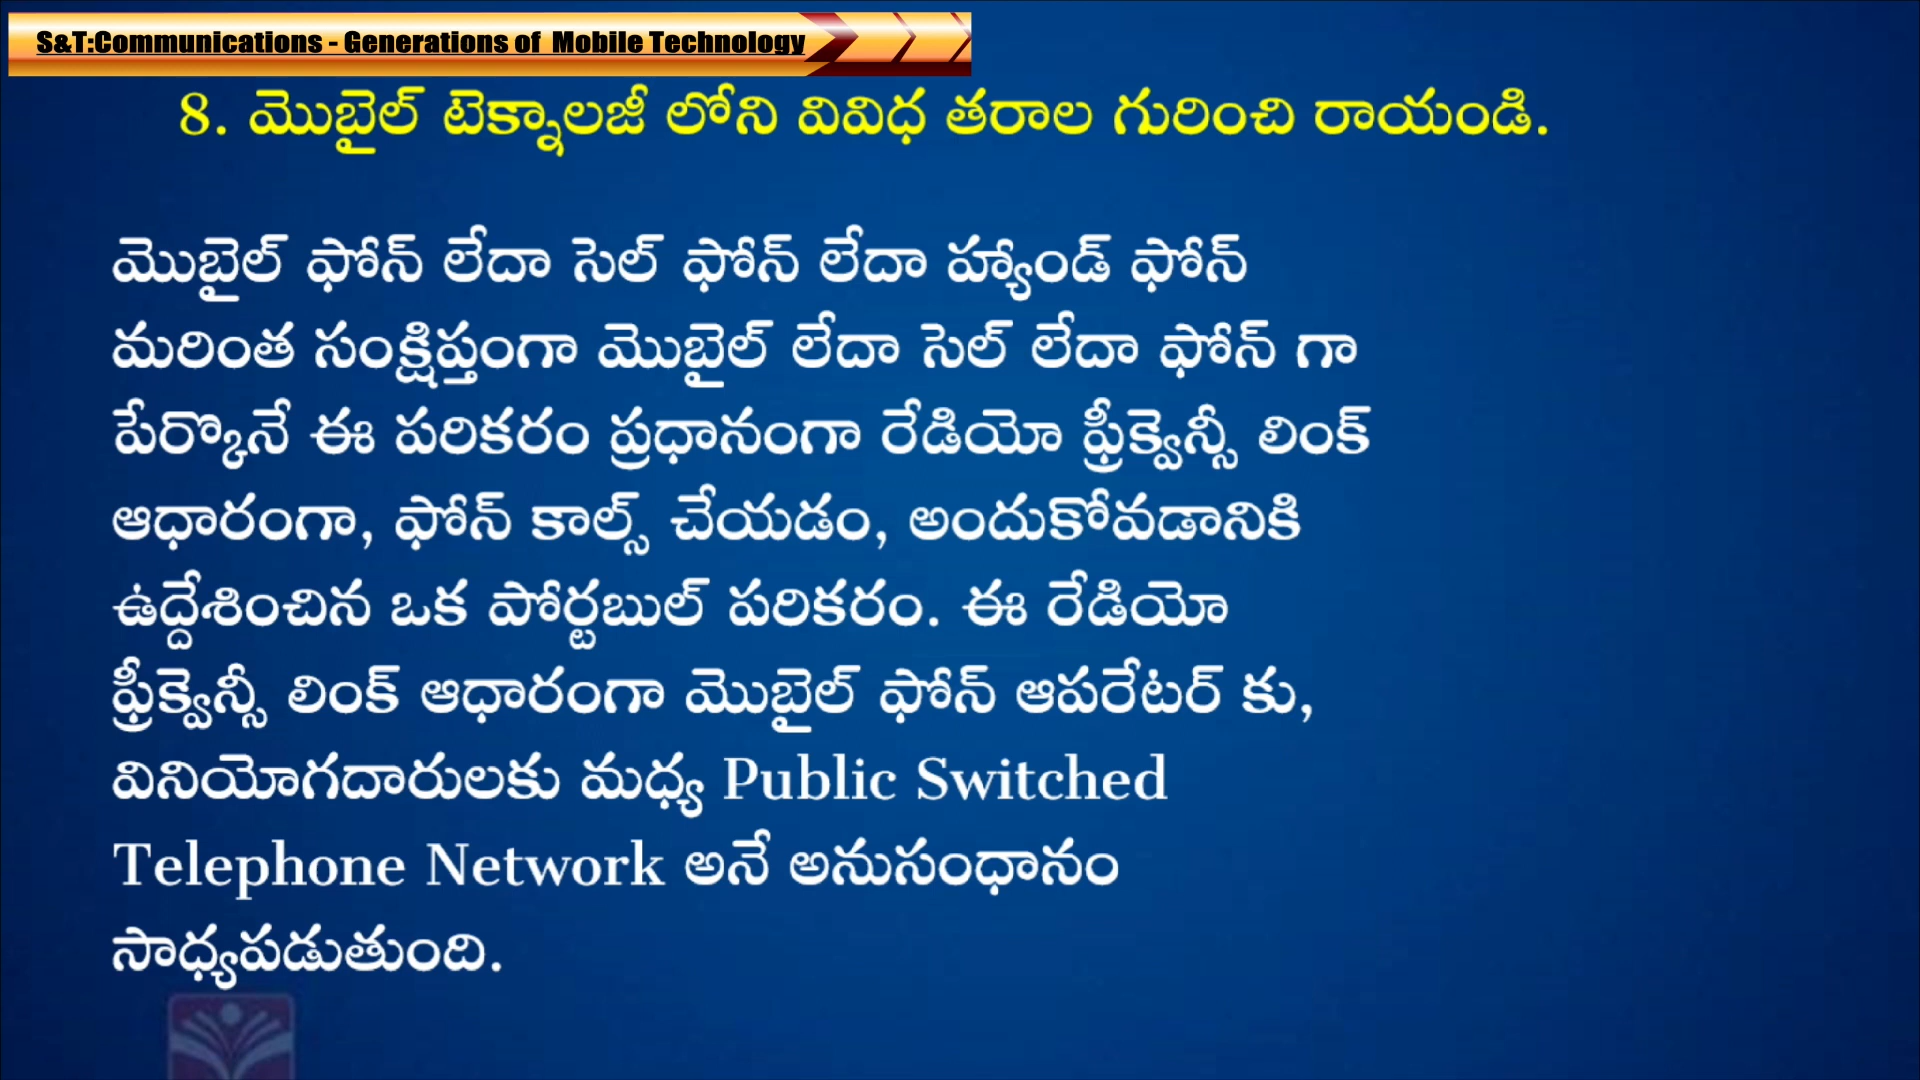 S&T:Communications - Generations of Mobile Technology
8. మొబైల్ టెక్నాలజీ లోని వివిధ తరాల గురించి రాయండి.
మొబైల్ ఫోన్ లేదా సెల్ ఫోన్ లేదా హ్యాండ్ ఫోన్
మరింత సంక్షిప్తంగా మొబైల్ లేదా సెల్ లేదా ఫోన్ గా
పేర్కొనే ఈ పరికరం ప్రధానంగా రేడియో ఫ్రీక్వెన్సీ లింక్
ఆధారంగా, ఫోన్ కాల్స్ చేయడం, అందుకోవడానికి
ఉద్దేశించిన ఒక పోర్టబుల్ పరికరం. ఈ రేడియో
ఫ్రీక్వెన్సీ లింక్ ఆధారంగా మొబైల్ ఫోన్ ఆపరేటర్ కు,
వినియోగదారులకు మధ్య Public Switched
Telephone Network అనే అనుసంధానం
సాధ్యపడుతుంది.